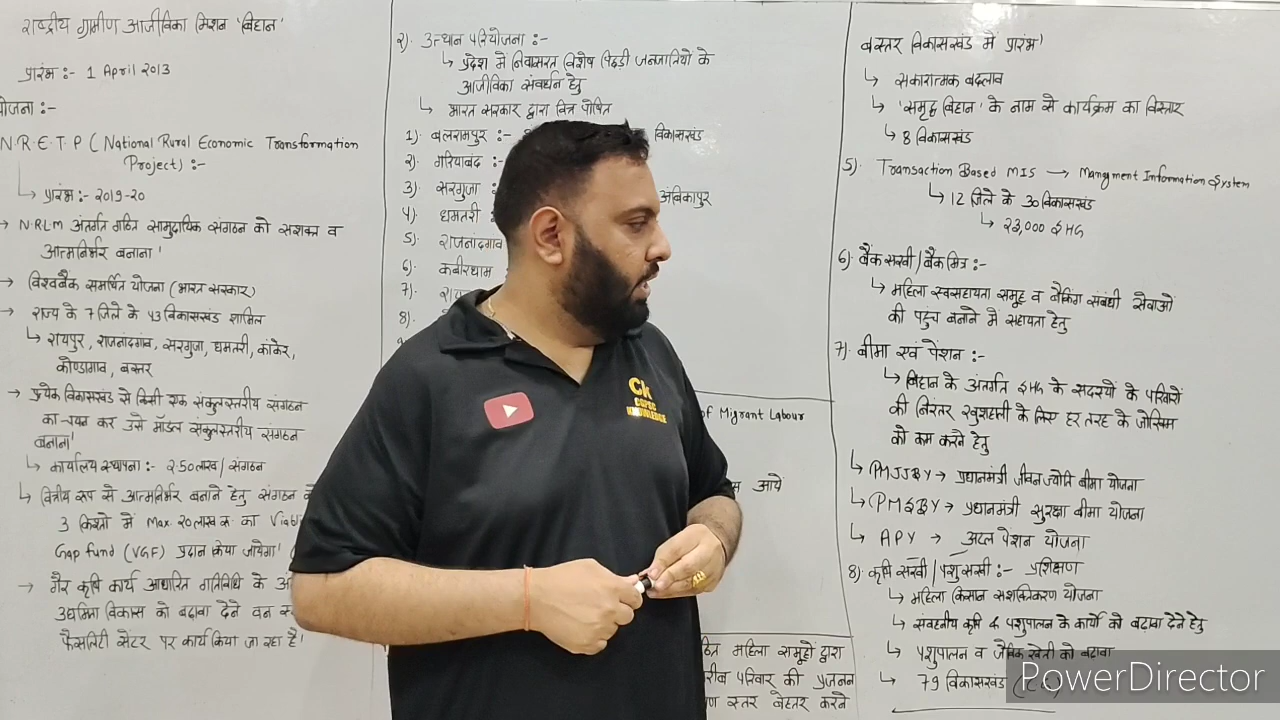 राष्ट्रीय ग्रामीण आजीविका मिशन 'बिहान'
प्रारंभ :- 1 April 2013
योजना :-
N.R.E.T.P ( National Rural Economic Transformation
Project) :-
प्रारंभ :- 2019-20
→ NRLM अंतर्गत गठित सामुदायिक संगठन को सशक्त व
आत्मनिर्भर बनाना'
→ विश्वबैंक समर्थित योजना (भारत सरकार)
→ राज्य के 7 जिले के 43 विकासखंड शामिल
↳ रायपुर, राजनांदगांव, सरगुजा, धमतरी, कांकेर,
कोण्डागांव, बस्तर
→ प्रत्येक विकासखंड से किसी एक संकुलस्तरीय संगठन
का चयन कर उसे मॉडल संकुलस्तरीय संगठन
बनाना'
↳ कार्यालय स्थापना :- 2.50 लाख / संगठन
↳ वित्तीय रूप से आत्मनिर्भर बनाने हेतु संगठन
3 किश्तो में Max. 20 लाख रु. का
Gap fund (VGF) प्रदान किया जायेगा'
→ गैर कृषि कार्य आधारित गतिविधि के
उद्यमिता विकास को बढ़ावा देने वन
फैसलिटी सेंटर पर कार्य किया जा रहा है'
2). उत्थान परियोजना :-
↳ प्रदेश में निवासरत विशेष पिछड़ी जनजातियो के
आजीविका संवर्धन हेतु
↳ भारत सरकार द्वारा वित्त पोषित
1). बलरामपुर :- विकासखंड
2). गरियाबंद :-
3). सरगुजा : अंबिकापुर
4). धमतरी :
5). राजनांदगांव
6). कबीरधाम
7).
8).
of Migrant Labour
आये
महिला समूहों द्वारा
परिवार की प्रजनन
स्तर बेहतर करने
बस्तर विकासखंड में प्रारंभ'
↳ सकारात्मक बदलाव
↳ 'समृद्ध बिहान' के नाम से कार्यक्रम का विस्तार
↳ 8 विकासखंड
5). Transaction Based MIS → Mangment Information System
↳ 12 जिले के 30 विकासखंड
↳ 23,000 SHG
6). बैंक सखी / बैंक मित्र :-
↳ महिला स्वसहायता समूह व बैंकिंग संबंधी सेवाओं
की पहुंच बनाने में सहायता हेतु
7). बीमा एवं पेंशन :-
↳ बिहान के अंतर्गत SHG के सदस्यों के परिवारों
की निरंतर खुशहाली के लिए हर तरह के जोखिम
को कम करने हेतु
↳ PMJJBY → प्रधानमंत्री जीवन ज्योति बीमा योजना
↳ (PMSBY → प्रधानमंत्री सुरक्षा बीमा योजना
↳ APY → अटल पेंशन योजना
8). कृषि सखी / पशु सखी :- प्रशिक्षण
↳ महिला किसान सशक्तिकरण योजना
↳ संवहनीय कृषि व पशुपालन के कार्यो को बढ़ावा देने हेतु
↳ पशुपालन व जैविक खेती को बढ़ावा
↳ 79 विकासखंड
CK
CGPSC
KNOWLEDGE
PowerDirector